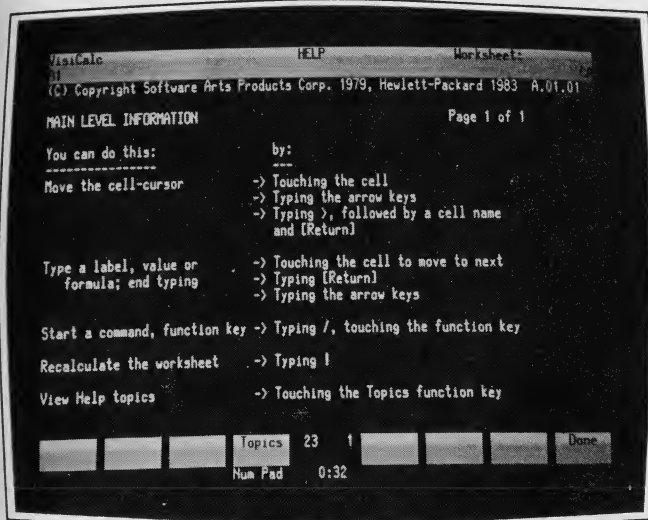 VisiCalc HELP Worksheet:
(C) Copyright Software Arts Products Corp. 1979, Hewlett-Packard 1983 A.01.01
MAIN LEVEL INFORMATION Page 1 of 1
You can do this: by:
Move the cell-cursor -> Touching the cell
-> Typing the arrow keys
-> Typing >, followed by a cell name
and [Return]
Type a label, value or -> Touching the cell to move to next
formula; end typing -> Typing [Return]
-> Typing the arrow keys
Start a command, function key -> Typing /, touching the function key
Recalculate the worksheet -> Typing !
View Help topics -> Touching the Topics function key
Topics 23 1 Done
Num Pad 0:32